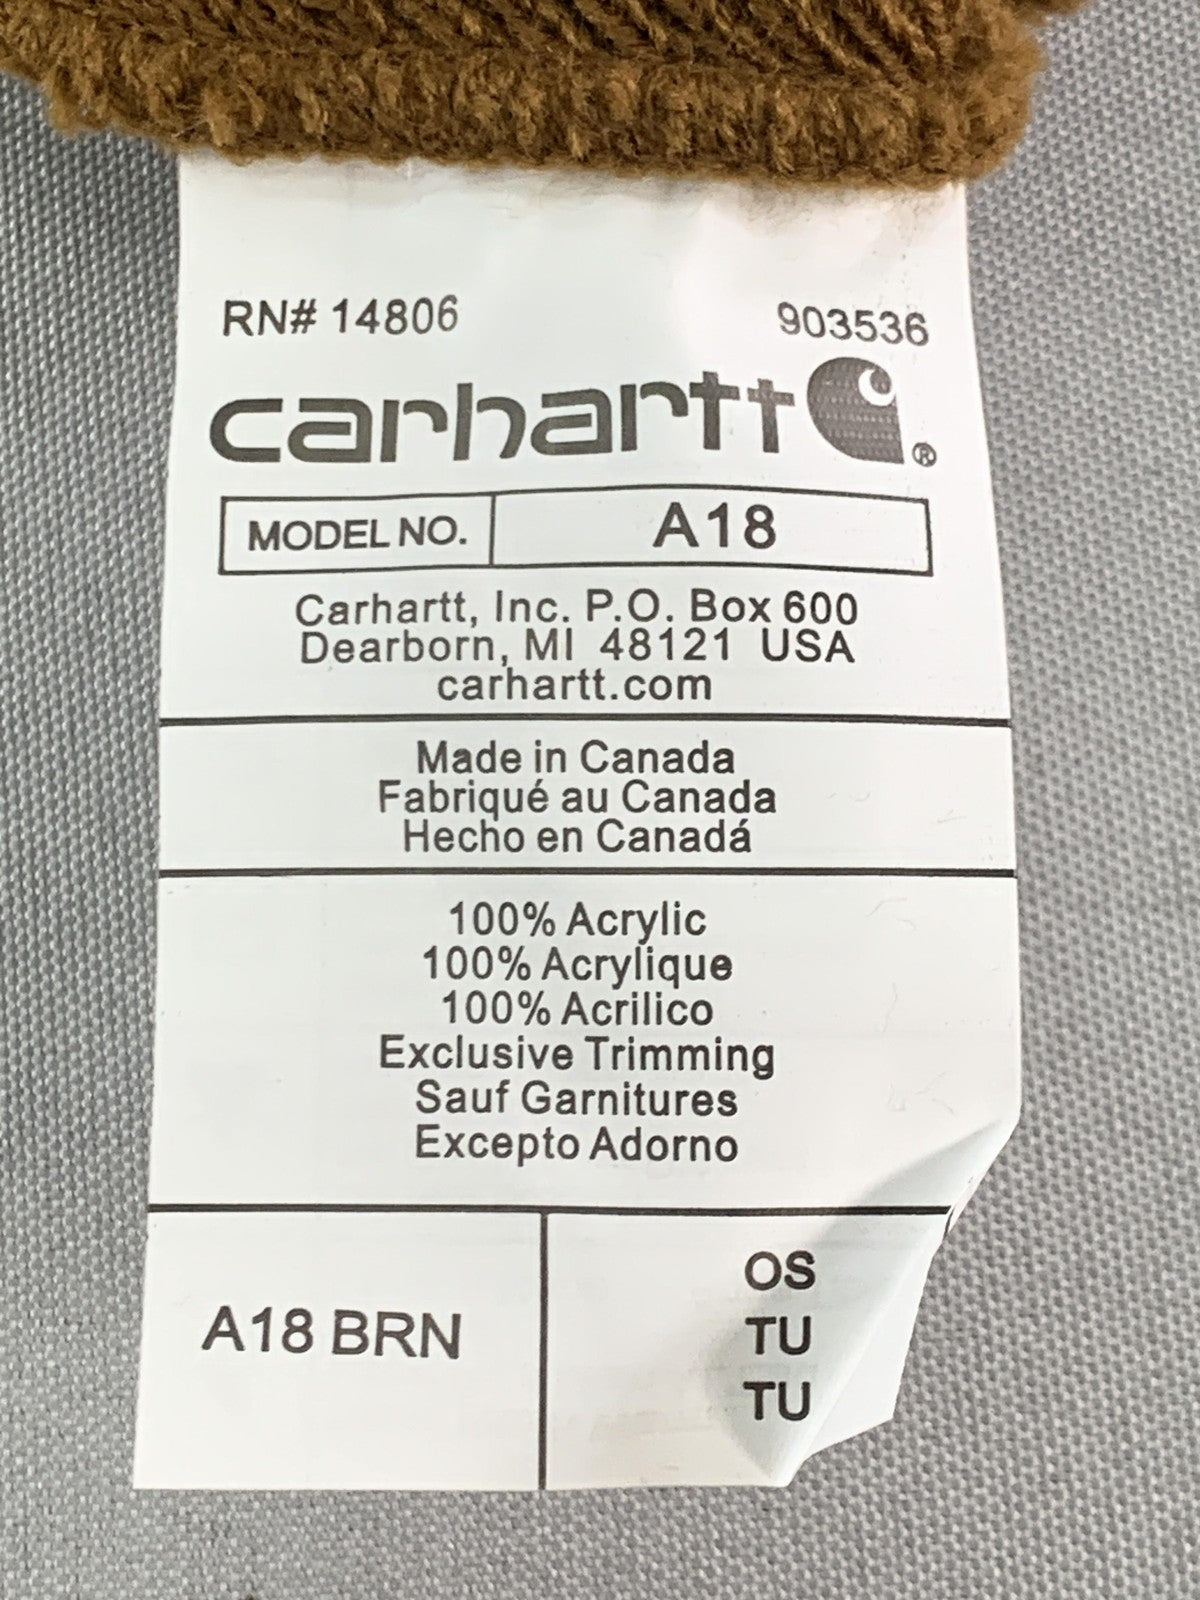 RN# 14806 903536
carhartt®
MODEL NO. A18
Carhartt, Inc. P.O. Box 600
Dearborn, MI 48121 USA
carhartt.com
Made in Canada
Fabriqué au Canada
Hecho en Canadá
100% Acrylic
100% Acrylique
100% Acrilico
Exclusive Trimming
Sauf Garnitures
Excepto Adorno
A18 BRN
OS
TU
TU